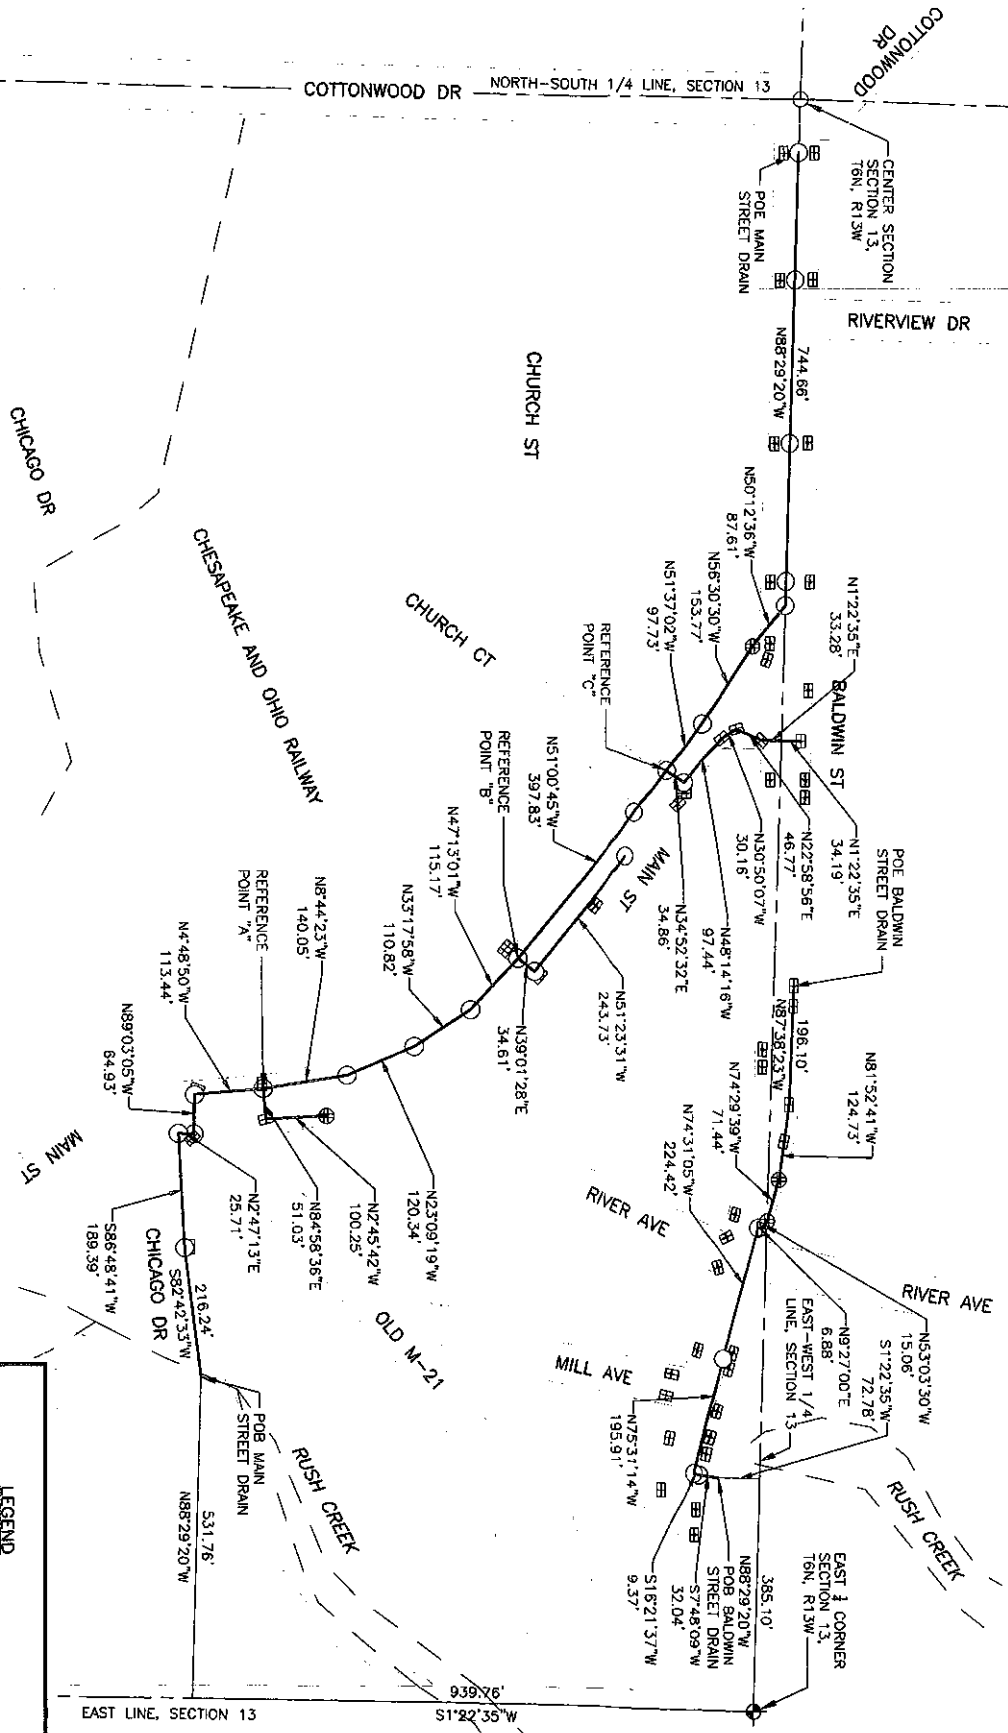 COTTONWOOD
DR
COTTONWOOD DR
NORTH-SOUTH 1/4 LINE, SECTION 13
CENTER SECTION
SECTION 13,
T6N, R13W
POE MAIN
STREET DRAIN
RIVERVIEW DR
744.66'
N88°29'20"W
CHURCH ST
CHICAGO DR
CHESAPEAKE AND OHIO RAILWAY
CHURCH CT
N50°12'36"W
87.61'
N56°30'30"W
153.77'
N51°37'02"W
97.73'
REFERENCE
POINT "C"
N1°22'35"E
33.28'
BALDWIN ST
N1°22'35"E
34.19'
N22°58'56"E
46.77'
N30°50'07"W
30.16'
N48°14'16"W
97.44'
N34°52'32"E
34.86'
MAIN ST
REFERENCE
POINT "B"
N51°00'45"W
397.83'
N47°13'01"W
115.17'
N33°17'58"W
110.82'
N51°23'31"W
243.73'
N39°01'28"E
34.61'
POE BALDWIN
STREET DRAIN
196.10'
N87°38'23"W
N81°52'41"W
124.73'
N74°29'39"W
71.44'
N74°31'05"W
224.42'
RIVER AVE
RIVER AVE
N8°44'23"W
140.05'
REFERENCE
POINT "A"
N4°48'50"W
113.44'
N89°03'05"W
64.93'
MAIN ST
N23°09'19"W
120.34'
N2°45'42"W
100.25'
N84°58'36"E
51.03'
N2°47'13"E
25.71'
S86°48'41"W
189.39'
CHICAGO DR
216.24'
S82°42'33"W
OLD M-21
MILL AVE
N53°03'30"W
15.06'
N9°27'00"E
6.88'
S1°22'35"W
72.78'
EAST-WEST 1/4
LINE, SECTION 13
N75°31'14"W
195.91'
RUSH CREEK
RUSH CREEK
POB MAIN
STREET DRAIN
531.76'
N88°29'20"W
385.10'
N88°29'20"W
POB BALDWIN
STREET DRAIN
S7°48'09"W
32.04'
S16°21'37"W
9.37'
EAST ¼ CORNER
SECTION 13,
T6N, R13W
939.76'
S1°22'35"W
EAST LINE, SECTION 13
LEGEND